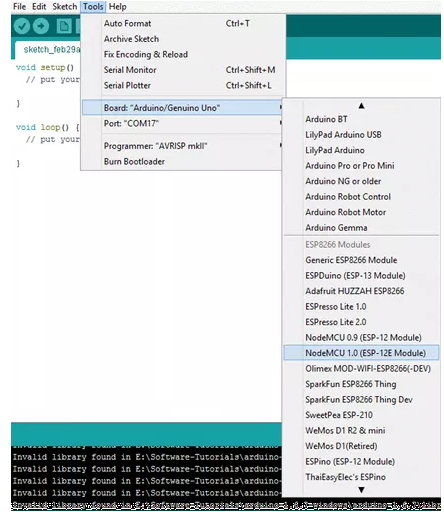 File Edit Sketch Tools Help
sketch_feb29a
void setup()
// put your
}
void loop() {
// put your
}
Auto Format Ctrl+T
Archive Sketch
Fix Encoding & Reload
Serial Monitor Ctrl+Shift+M
Serial Plotter Ctrl+Shift+L
Board: "Arduino/Genuino Uno"
Port: "COM17"
Programmer: "AVRISP mkII"
Burn Bootloader
Arduino BT
LilyPad Arduino USB
LilyPad Arduino
Arduino Pro or Pro Mini
Arduino NG or older
Arduino Robot Control
Arduino Robot Motor
Arduino Gemma
ESP8266 Modules
Generic ESP8266 Module
ESPDuino (ESP-13 Module)
Adafruit HUZZAH ESP8266
ESPresso Lite 1.0
ESPresso Lite 2.0
NodeMCU 0.9 (ESP-12 Module)
NodeMCU 1.0 (ESP-12E Module)
Olimex MOD-WIFI-ESP8266(-DEV)
SparkFun ESP8266 Thing
SparkFun ESP8266 Thing Dev
SweetPea ESP-210
WeMos D1 R2 & mini
WeMos D1(Retired)
ESPino (ESP-12 Module)
ThaiEasyElec's ESPino
Invalid library found in E:\Software-Tutorials\arduino-
Invalid library found in E:\Software-Tutorials\arduino-
Invalid library found in E:\Software-Tutorials\arduino-
Invalid library found in E:\Software-Tutorials\arduino-